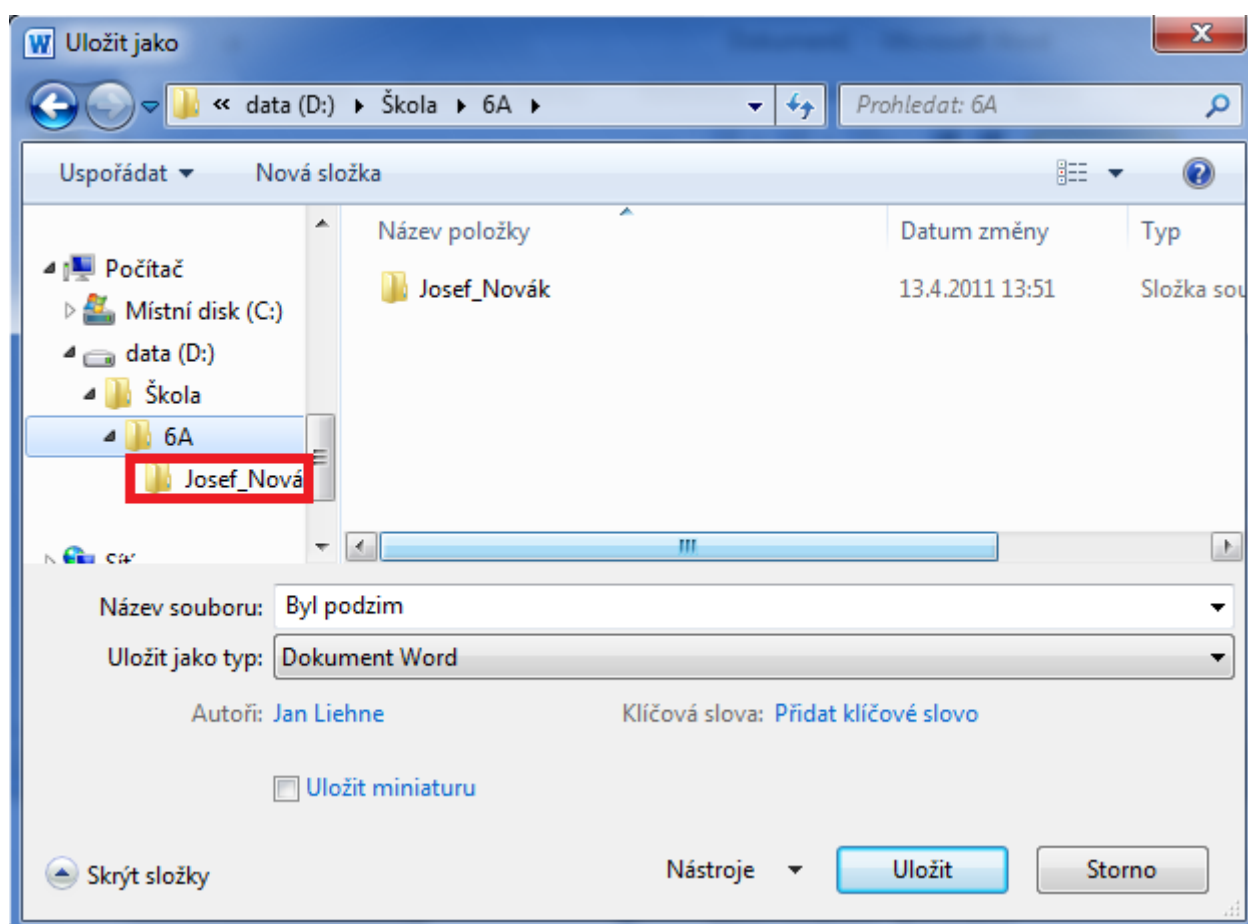 Uložit jako
« data (D:) Škola 6A
Prohledat: 6A
Uspořádat Nová složka
Název položky Datum změny Typ
Počítač
Místní disk (C:)
data (D:)
Škola
6A
Josef_Nová
Josef_Novák 13.4.2011 13:51 Složka sou
Síť
Název souboru: Byl podzim
Uložit jako typ: Dokument Word
Autoři: Jan Liehne Klíčová slova: Přidat klíčové slovo
Uložit miniaturu
Skrýt složky Nástroje Uložit Storno